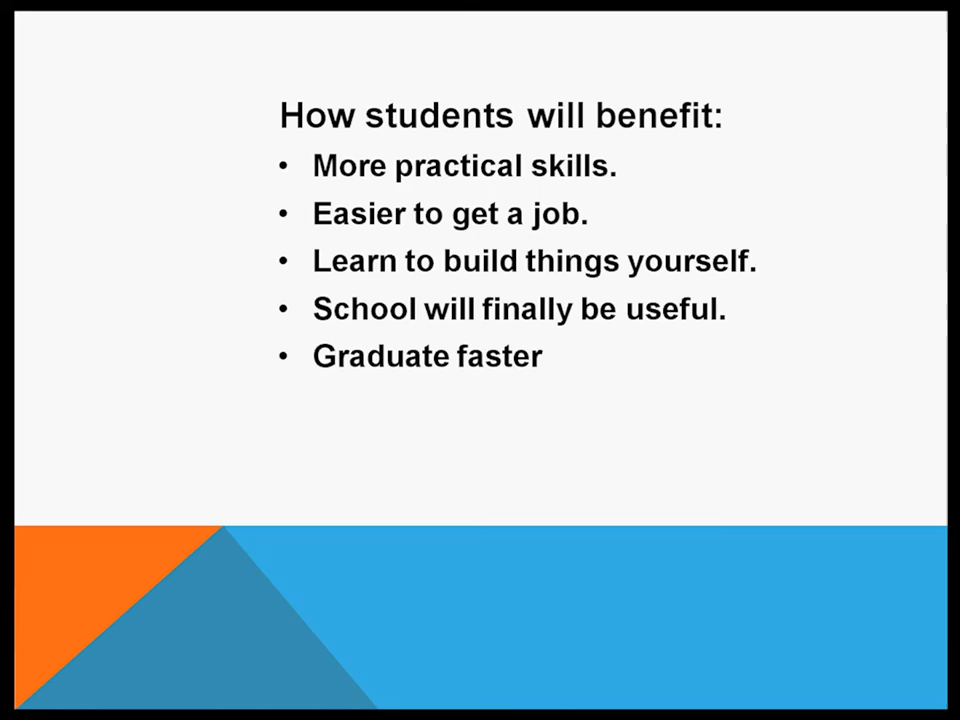 How students will benefit:
• More practical skills.
• Easier to get a job.
• Learn to build things yourself.
• School will finally be useful.
• Graduate faster